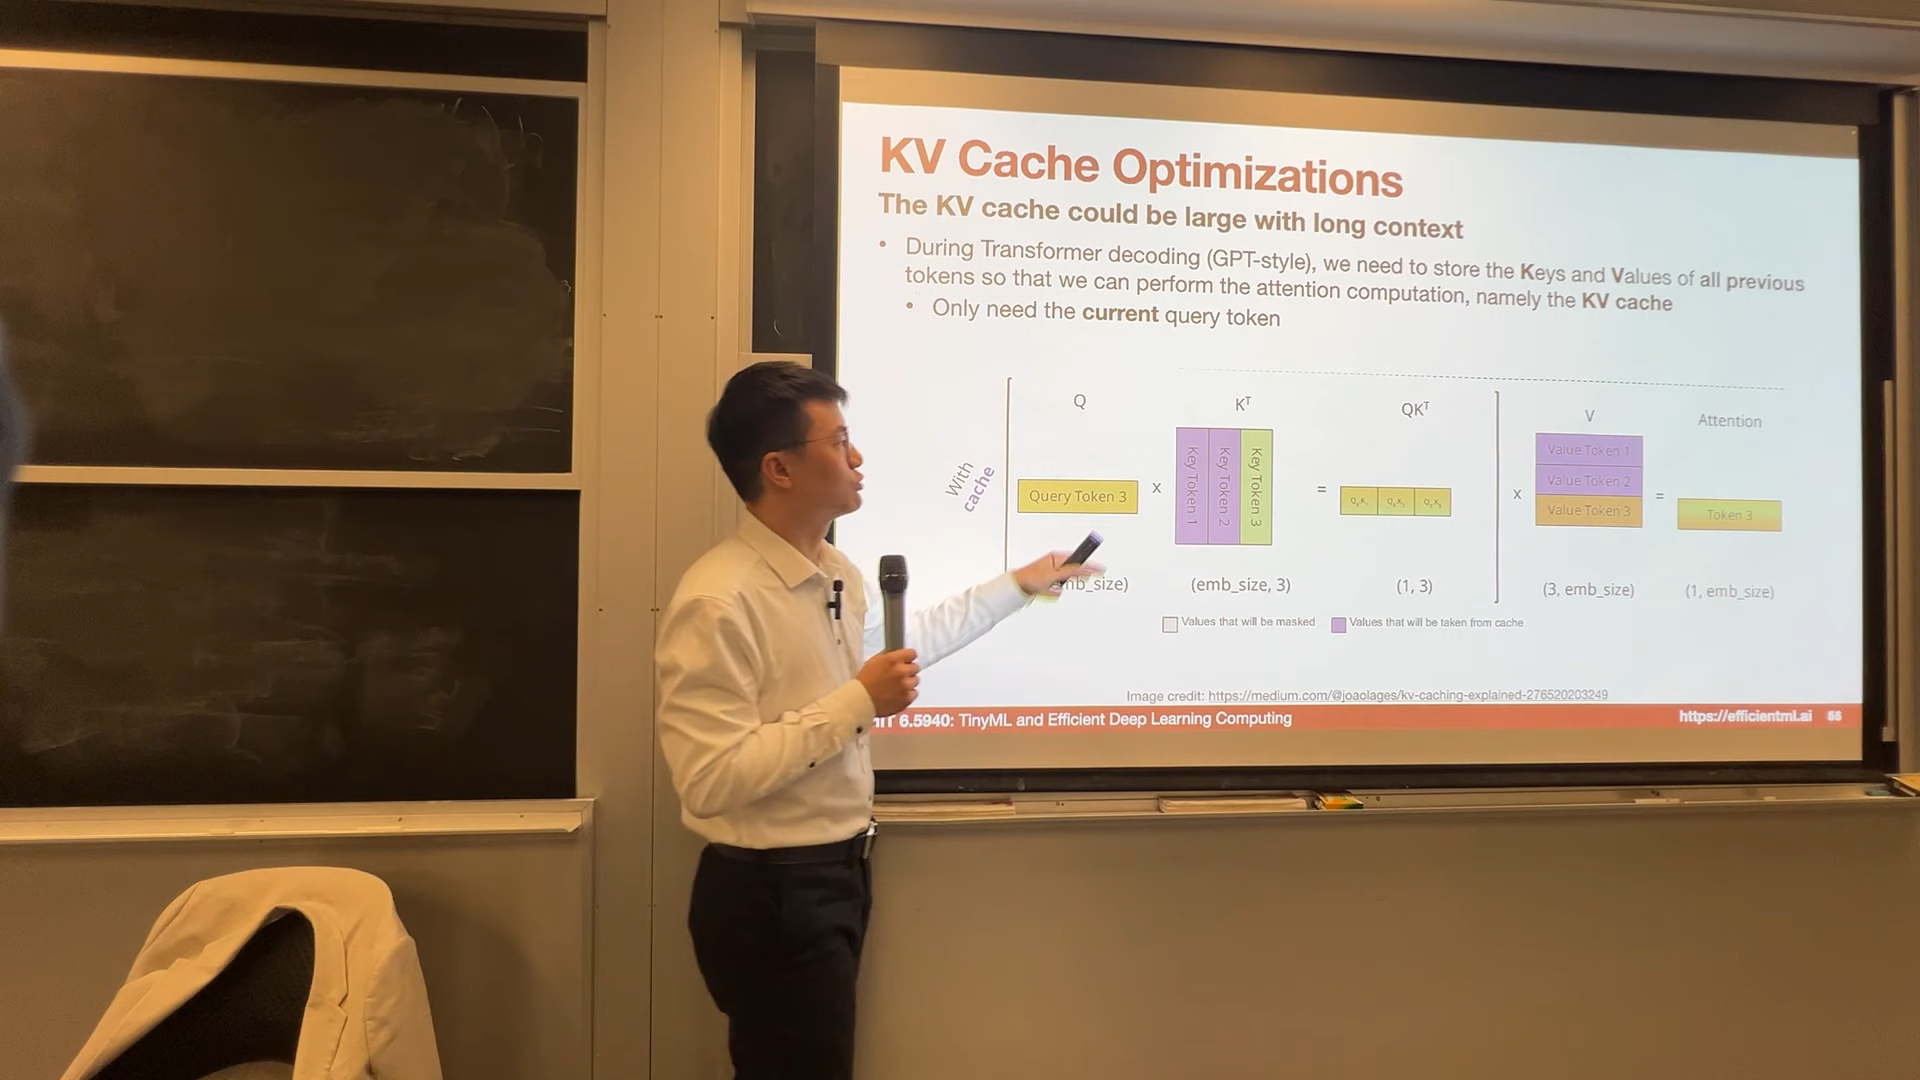 KV Cache Optimizations
The KV cache could be large with long context
• During Transformer decoding (GPT-style), we need to store the Keys and Values of all previous
tokens so that we can perform the attention computation, namely the KV cache
• Only need the current query token
With
cache
Q
Kᵀ
QKᵀ
V
Attention
Query Token 3
x
Key Token 1
Key Token 2
Key Token 3
=
x
Value Token 1
Value Token 2
Value Token 3
=
Token 3
emb_size)
(emb_size, 3)
(1, 3)
(3, emb_size)
(1, emb_size)
Values that will be masked
Values that will be taken from cache
Image credit: https://medium.com/@joaolages/kv-caching-explained-276520203249
6.5940: TinyML and Efficient Deep Learning Computing
https://efficientml.ai